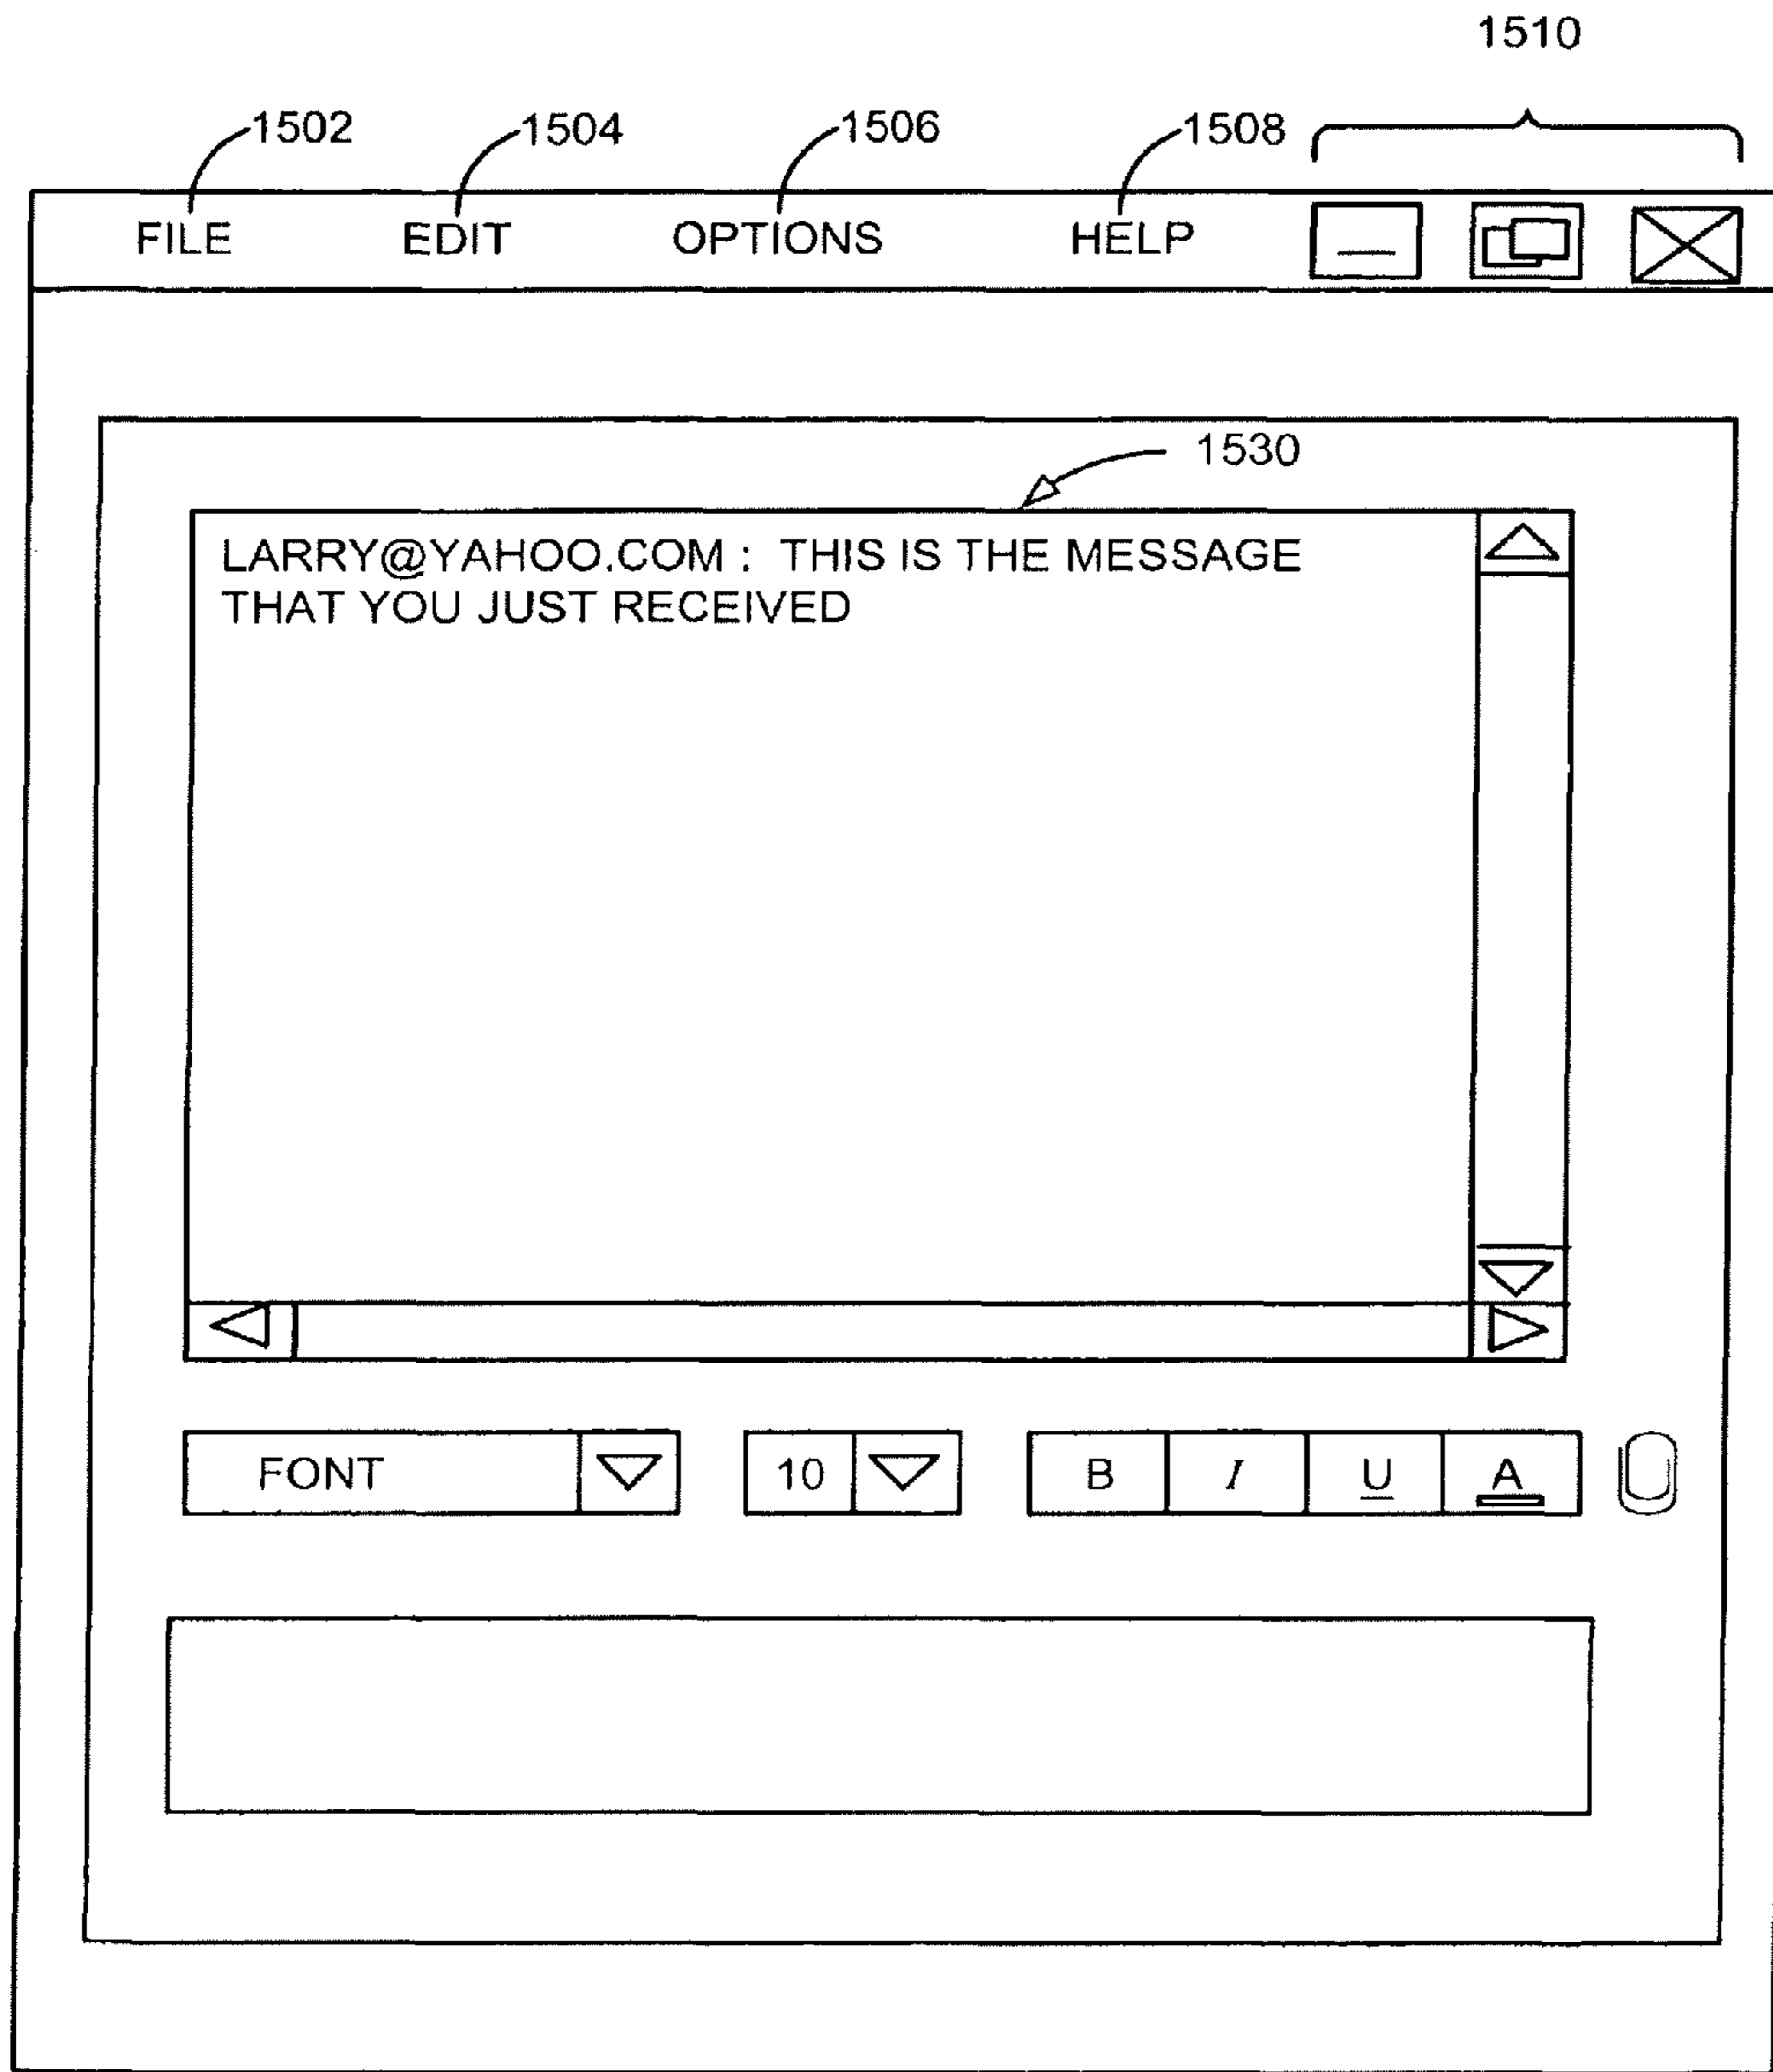 1510
1502 1504 1506 1508
FILE EDIT OPTIONS HELP
1530
LARRY@YAHOO.COM : THIS IS THE MESSAGE
THAT YOU JUST RECEIVED
FONT 10 B I U A